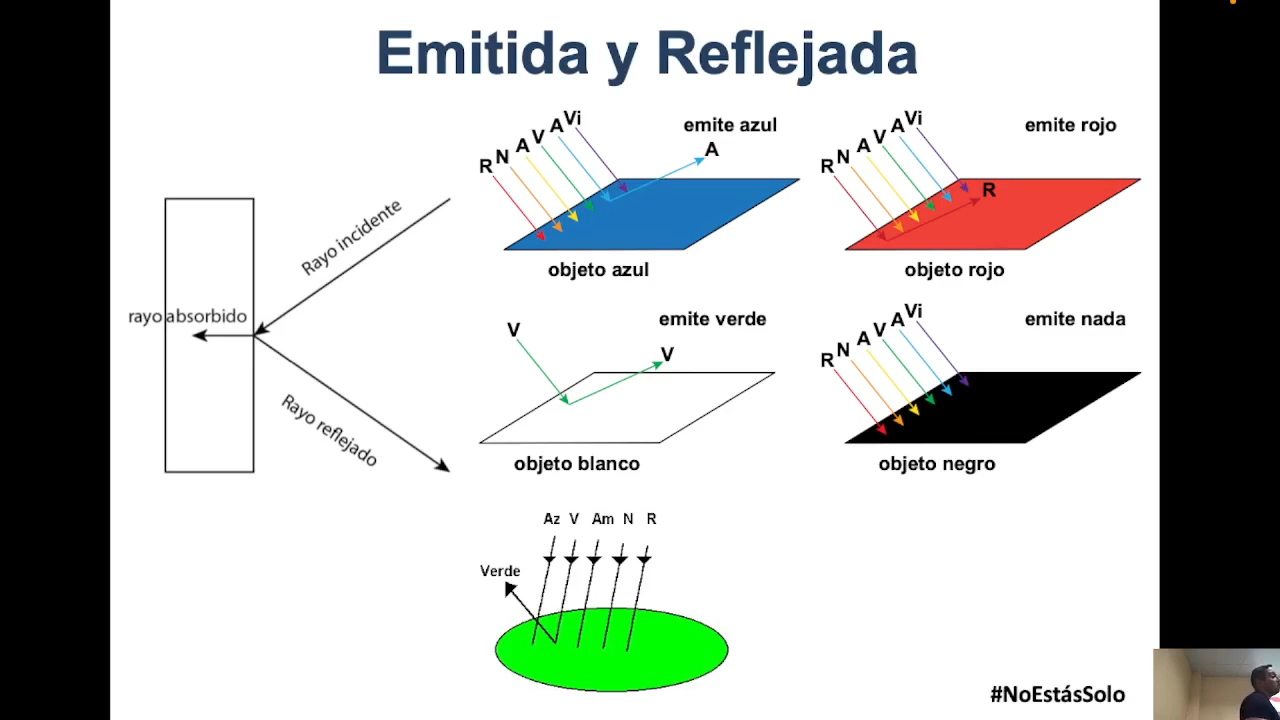 Emitida y Reflejada
Rayo incidente
rayo absorbido
Rayo reflejado
R N A V A Vi
emite azul
A
objeto azul
R N A V A Vi
emite rojo
R
objeto rojo
V
emite verde
V
objeto blanco
R N A V A Vi
emite nada
objeto negro
Az V Am N R
Verde
#NoEstásSolo